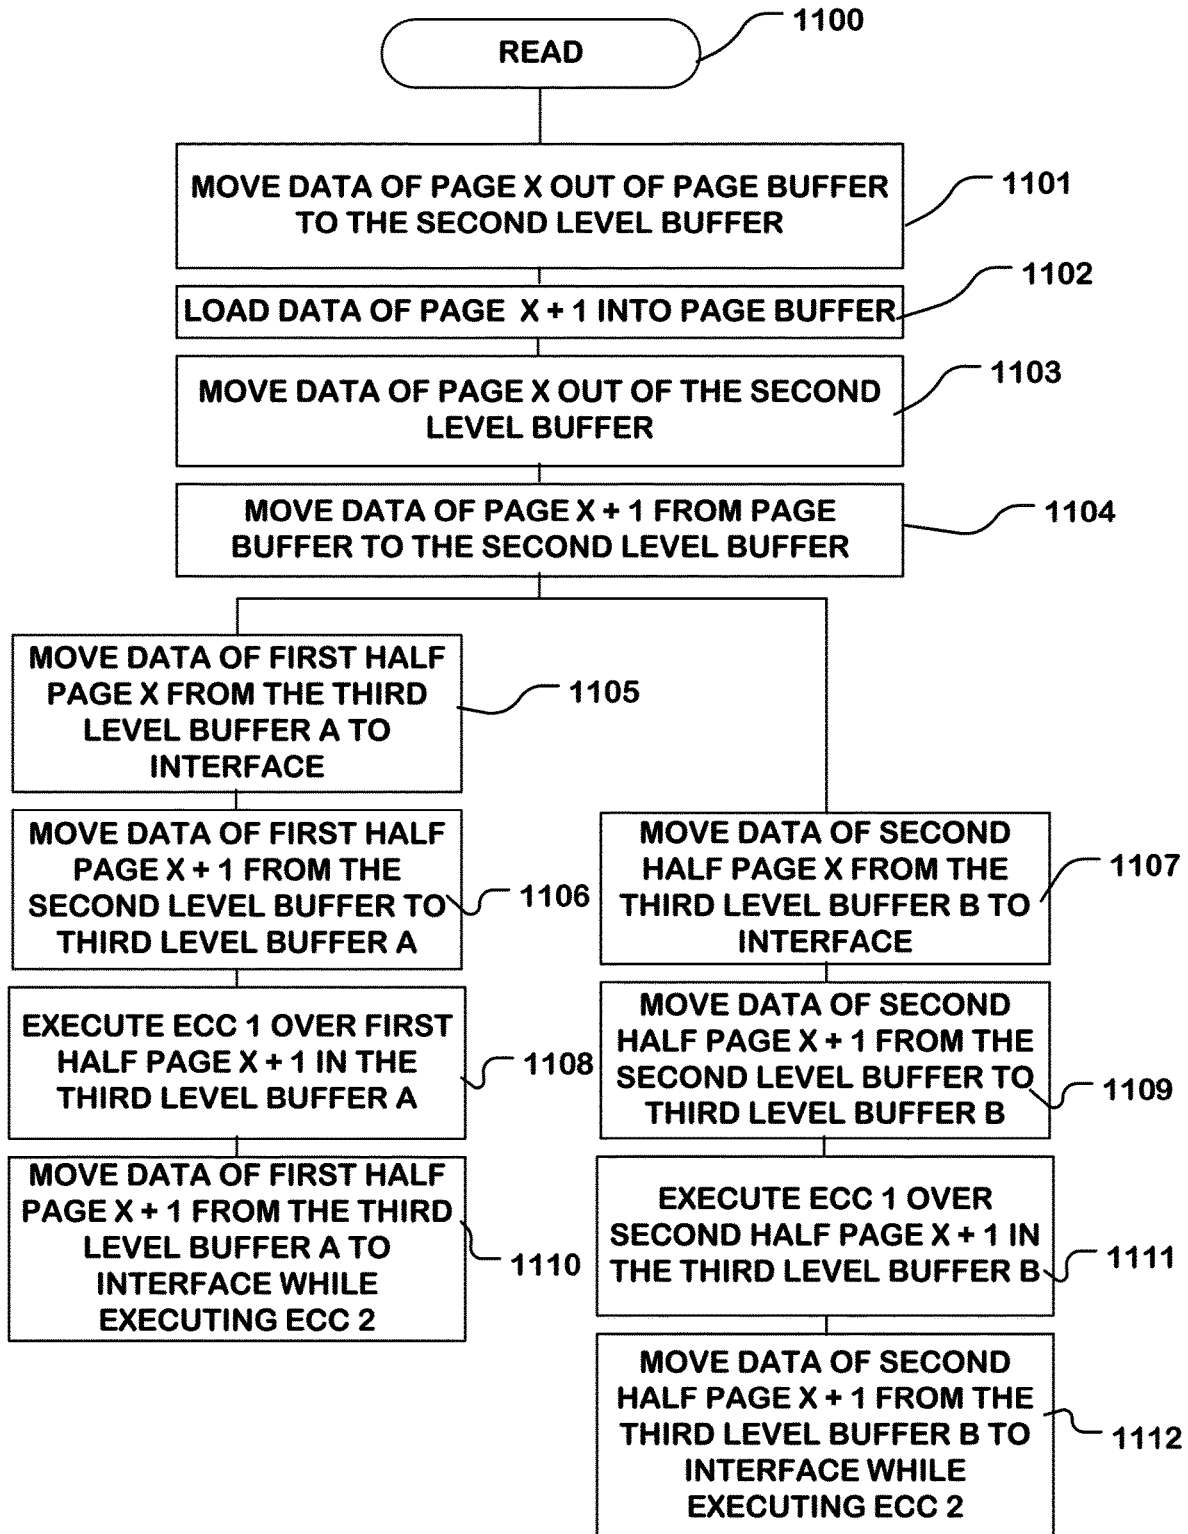 1100
READ
MOVE DATA OF PAGE X OUT OF PAGE BUFFER
TO THE SECOND LEVEL BUFFER
1101
1102
LOAD DATA OF PAGE X + 1 INTO PAGE BUFFER
MOVE DATA OF PAGE X OUT OF THE SECOND
LEVEL BUFFER
1103
MOVE DATA OF PAGE X + 1 FROM PAGE
BUFFER TO THE SECOND LEVEL BUFFER
1104
MOVE DATA OF FIRST HALF
PAGE X FROM THE THIRD
LEVEL BUFFER A TO
INTERFACE
1105
MOVE DATA OF FIRST HALF
PAGE X + 1 FROM THE
SECOND LEVEL BUFFER TO
THIRD LEVEL BUFFER A
1106
MOVE DATA OF SECOND
HALF PAGE X FROM THE
THIRD LEVEL BUFFER B TO
INTERFACE
1107
EXECUTE ECC 1 OVER FIRST
HALF PAGE X + 1 IN THE
THIRD LEVEL BUFFER A
1108
MOVE DATA OF SECOND
HALF PAGE X + 1 FROM THE
SECOND LEVEL BUFFER TO
THIRD LEVEL BUFFER B
1109
MOVE DATA OF FIRST HALF
PAGE X + 1 FROM THE THIRD
LEVEL BUFFER A TO
INTERFACE WHILE
EXECUTING ECC 2
1110
EXECUTE ECC 1 OVER
SECOND HALF PAGE X + 1 IN
THE THIRD LEVEL BUFFER B
1111
MOVE DATA OF SECOND
HALF PAGE X + 1 FROM THE
THIRD LEVEL BUFFER B TO
INTERFACE WHILE
EXECUTING ECC 2
1112